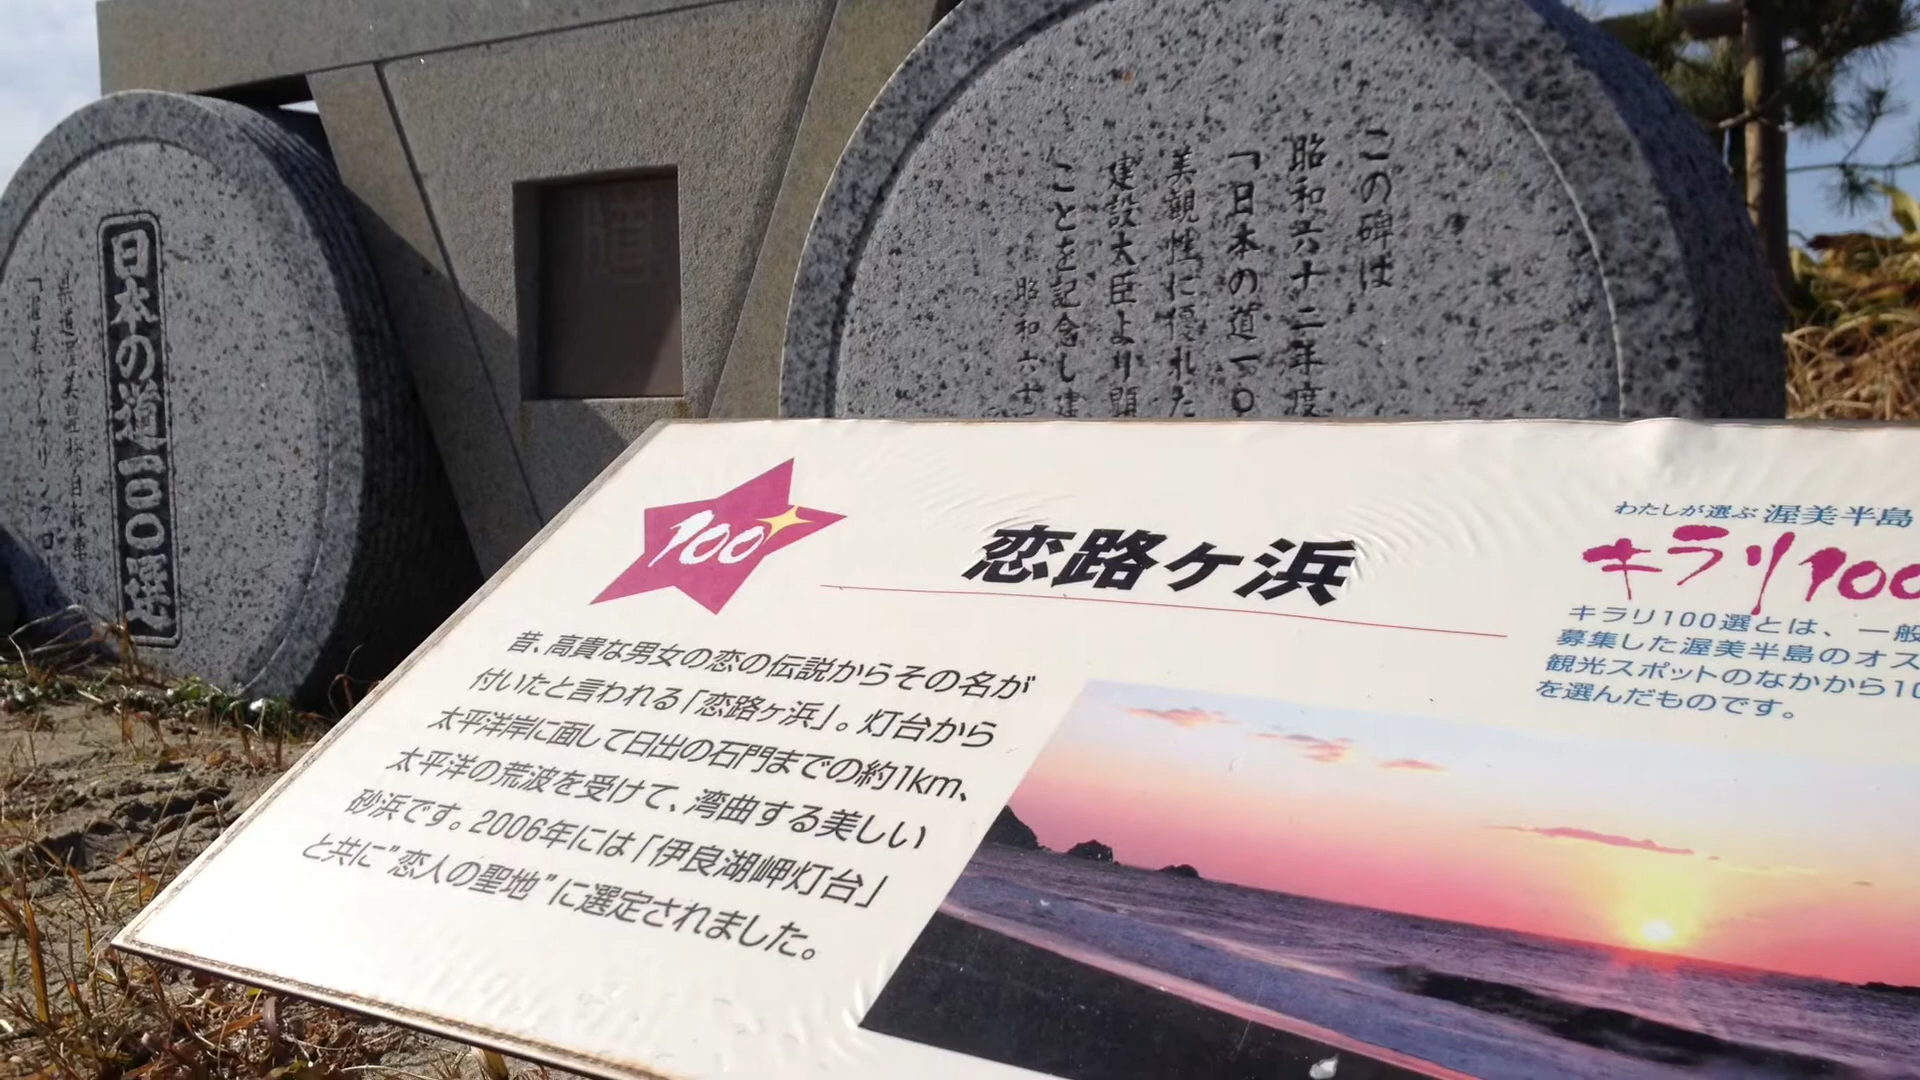 日本の道一〇〇選
この碑は
昭和六十二年度
「日本の道一〇
美観性に優れた
建設大臣より顕
ことを記念し建
昭和六十
100
恋路ヶ浜
昔、高貴な男女の恋の伝説からその名が
付いたと言われる「恋路ヶ浜」。灯台から
太平洋岸に面して日出の石門までの約1km、
太平洋の荒波を受けて、湾曲する美しい
砂浜です。2006年には「伊良湖岬灯台」
と共に"恋人の聖地"に選定されました。
わたしが選ぶ 渥美半島
キラリ100
キラリ100選とは、一般
募集した渥美半島のオス
観光スポットのなかから10
を選んだものです。